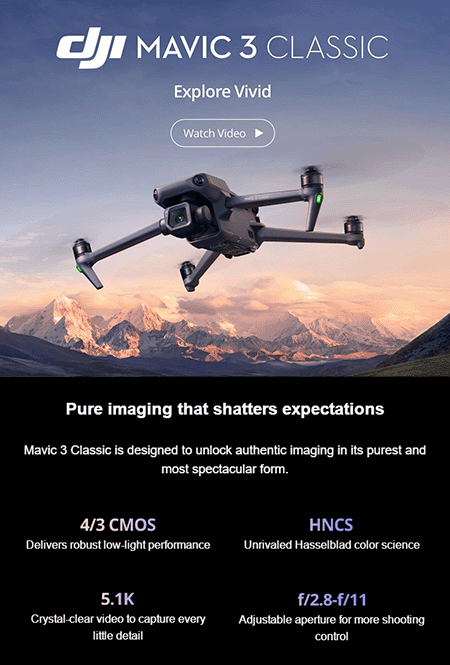 dji MAVIC 3 CLASSIC
Explore Vivid
Watch Video
Pure imaging that shatters expectations
Mavic 3 Classic is designed to unlock authentic imaging in its purest and
most spectacular form.
4/3 CMOS
Delivers robust low-light performance
HNCS
Unrivaled Hasselblad color science
5.1K
Crystal-clear video to capture every
little detail
f/2.8-f/11
Adjustable aperture for more shooting
control